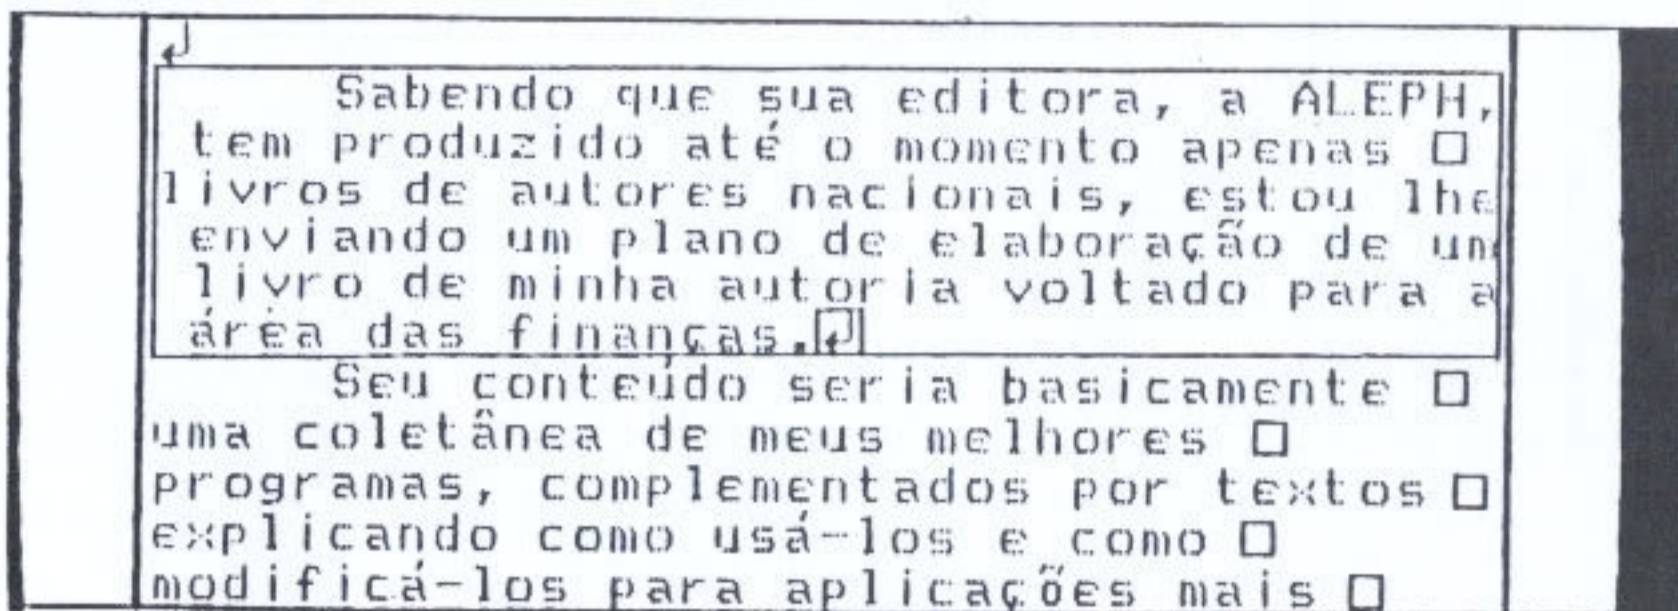 Sabendo que sua editora, a ALEPH,
tem produzido até o momento apenas
livros de autores nacionais, estou lhe
enviando um plano de elaboração de um
livro de minha autoria voltado para a
área das finanças.
Seu conteúdo seria basicamente
uma coletânea de meus melhores
programas, complementados por textos
explicando como usá-los e como
modificá-los para aplicações mais